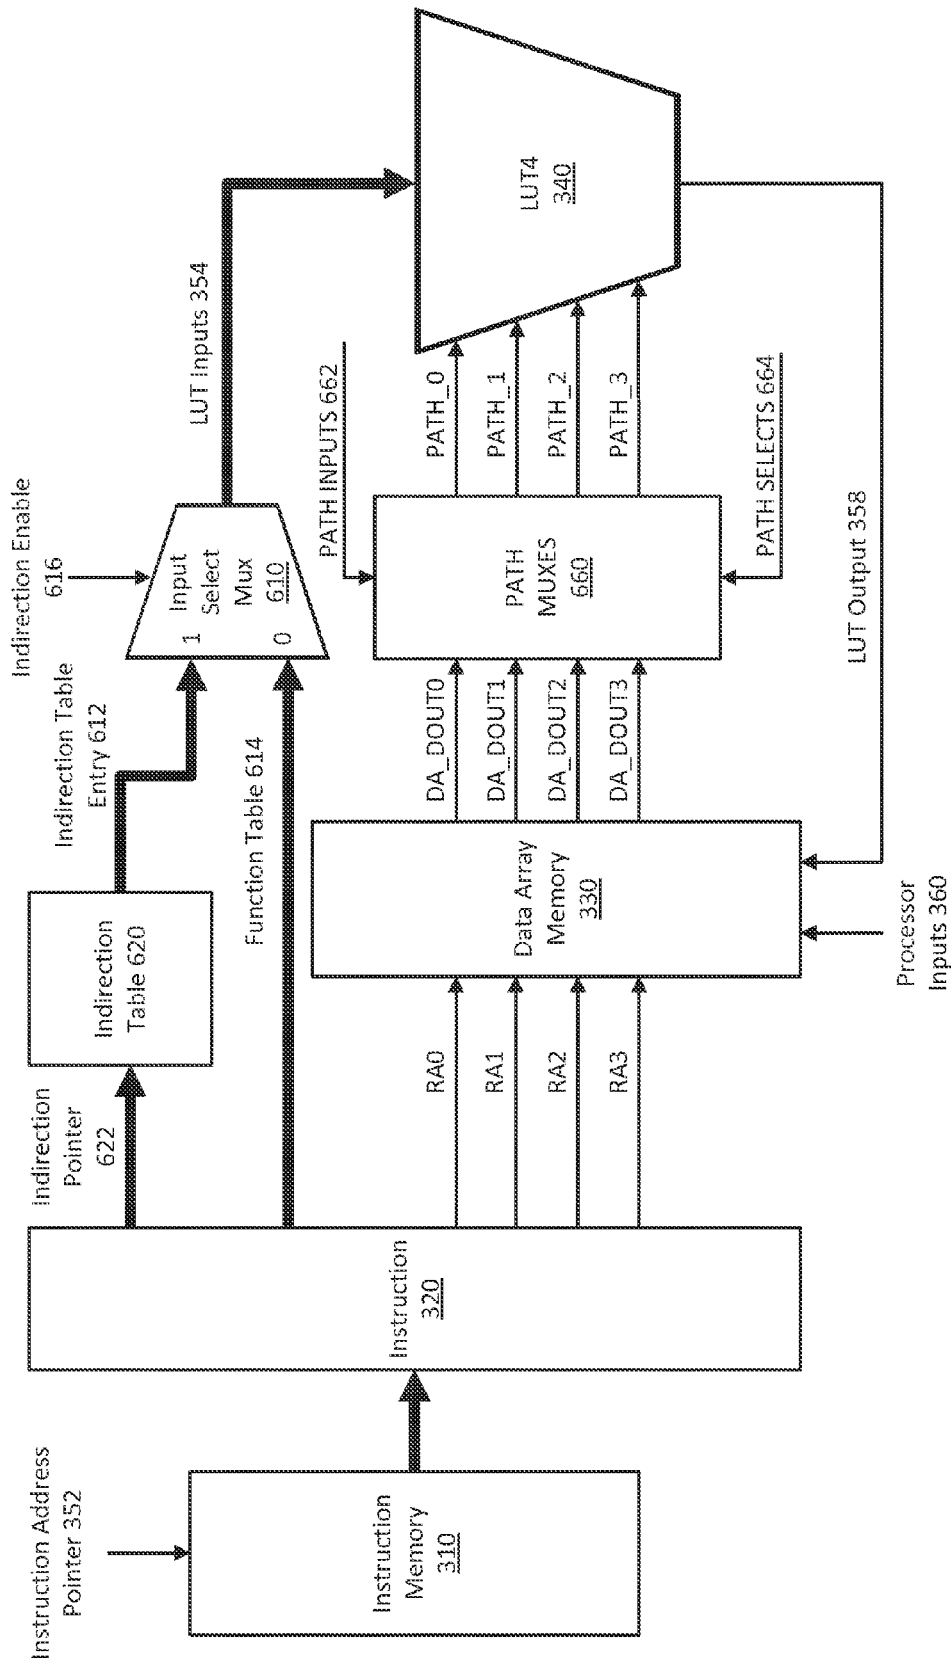 Instruction Address
Pointer 352
Instruction
Memory
310
Instruction
320
Indirection
Pointer
622
Indirection
Table 620
Indirection Table
Entry 612
Function Table 614
Indirection Enable
616
1
0
Input
Select
Mux
610
LUT Inputs 354
RA0
RA1
RA2
RA3
Data Array
Memory
330
Processor
Inputs 360
DA_DOUT0
DA_DOUT1
DA_DOUT2
DA_DOUT3
PATH INPUTS 662
PATH
MUXES
660
PATH SELECTS 664
PATH_0
PATH_1
PATH_2
PATH_3
LUT4
340
LUT Output 358